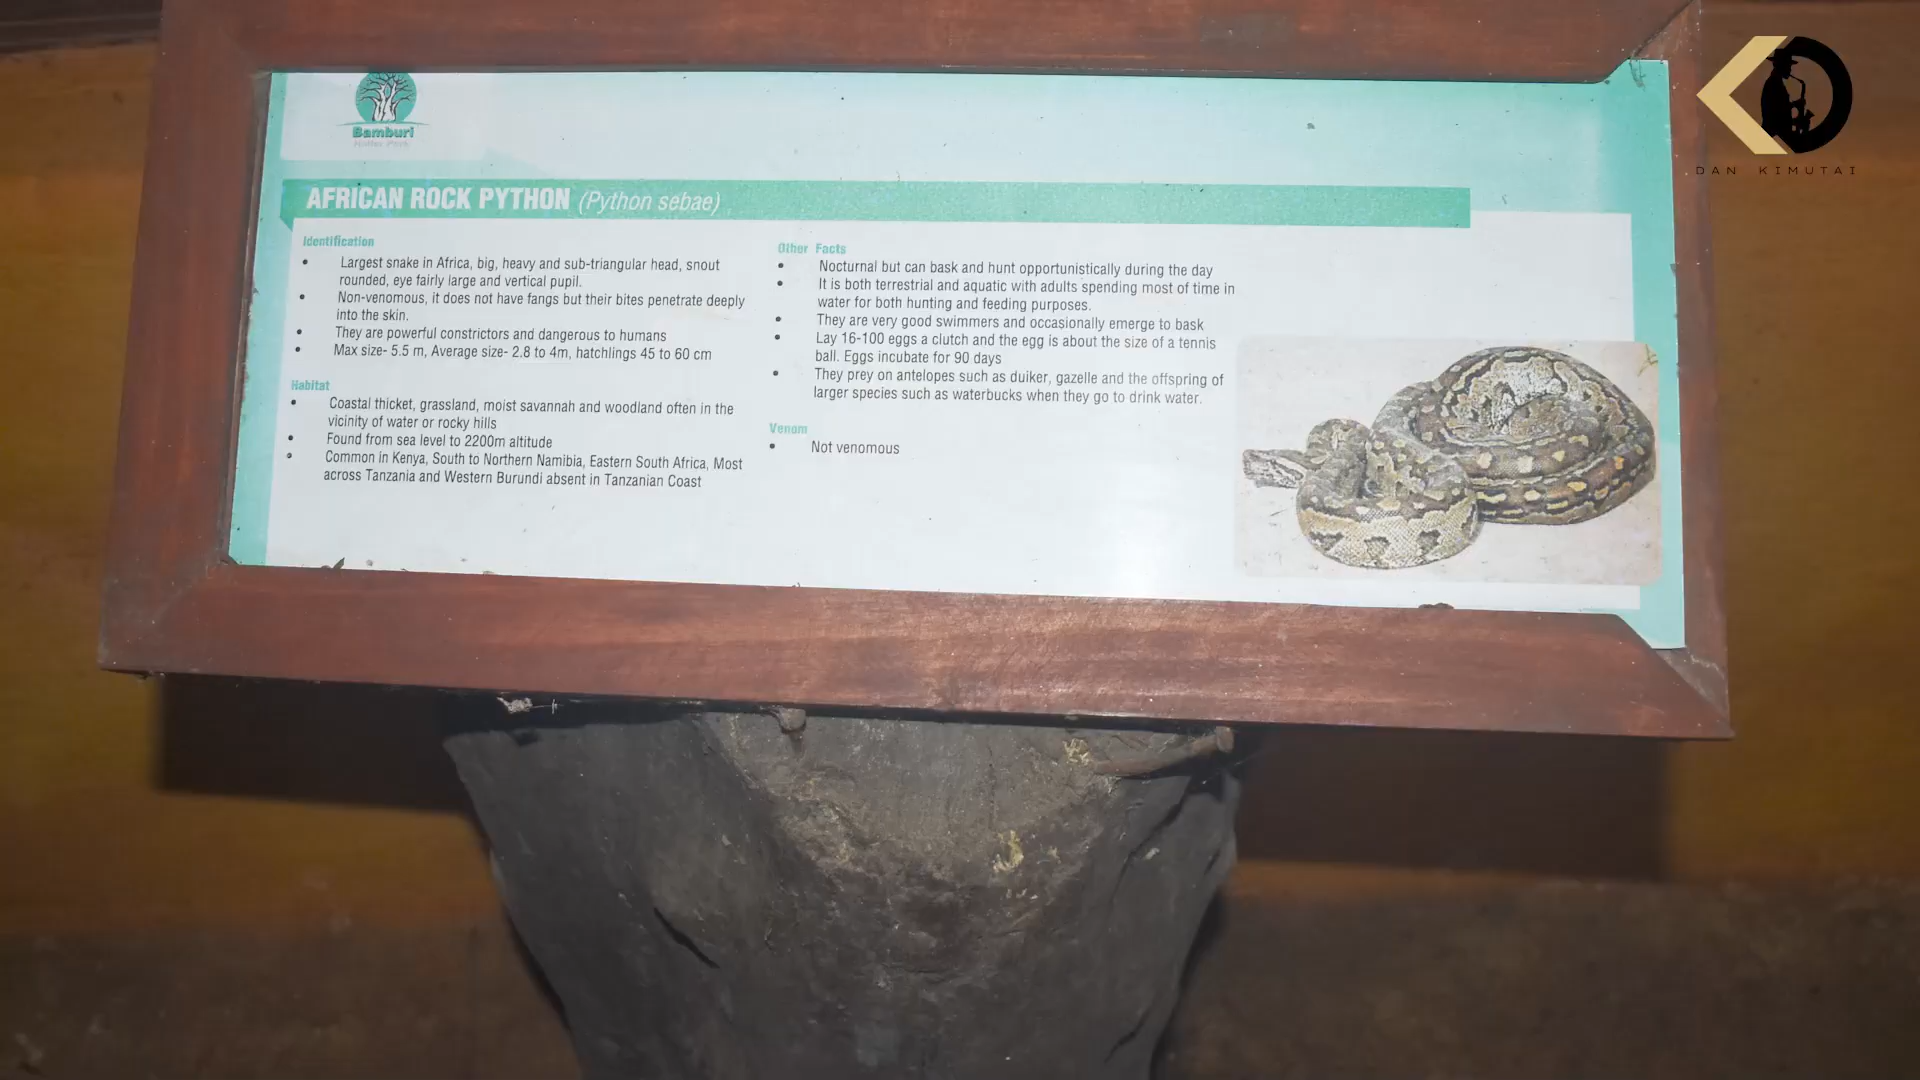 Bamburi
Haller Park
AFRICAN ROCK PYTHON (Python sebae)
Identification
• Largest snake in Africa, big, heavy and sub-triangular head, snout
rounded, eye fairly large and vertical pupil.
• Non-venomous, it does not have fangs but their bites penetrate deeply
into the skin.
• They are powerful constrictors and dangerous to humans
• Max size- 5.5 m, Average size- 2.8 to 4m, hatchlings 45 to 60 cm
Habitat
• Coastal thicket, grassland, moist savannah and woodland often in the
vicinity of water or rocky hills
• Found from sea level to 2200m altitude
• Common in Kenya, South to Northern Namibia, Eastern South Africa, Most
across Tanzania and Western Burundi absent in Tanzanian Coast
Other Facts
• Nocturnal but can bask and hunt opportunistically during the day
• It is both terrestrial and aquatic with adults spending most of time in
water for both hunting and feeding purposes.
• They are very good swimmers and occasionally emerge to bask
• Lay 16-100 eggs a clutch and the egg is about the size of a tennis
ball. Eggs incubate for 90 days
• They prey on antelopes such as duiker, gazelle and the offspring of
larger species such as waterbucks when they go to drink water.
Venom
• Not venomous
DAN KIMUTAI